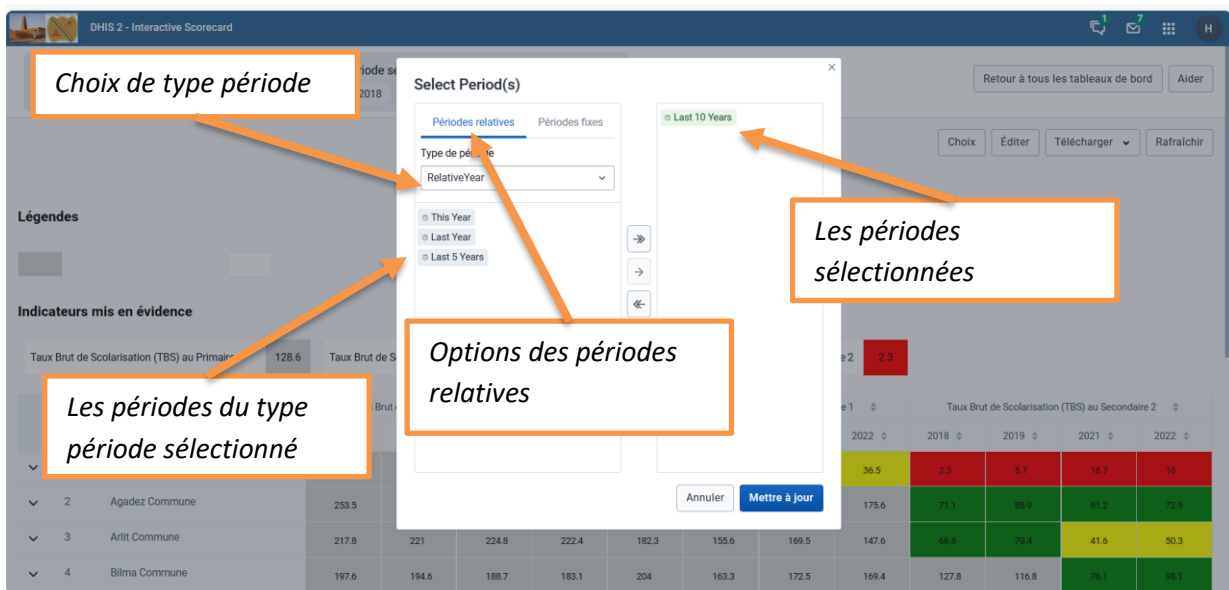 DHIS 2 - Interactive Scorecard
1
7
H
2018
Retour à tous les tableaux de bord
Aider
Choix de type période
Select Period(s)
×
Périodes relatives
Périodes fixes
Last 10 Years
Choix
Éditer
Télécharger
Rafraîchir
Type de
RelativeYear
Légendes
This Year
Last Year
Last 5 Years
Les périodes
sélectionnées
Indicateurs mis en évidence
Options des périodes
relatives
Taux Brut de Scolarisation (TBS) au
128.6
Taux Brut de
2
2.3
Les périodes du type
période sélectionné
Brut
1
Taux Brut de Scolarisation (TBS) au Secondaire 2
2022
2018
2019
2021
2022
36.5
2.3
5.7
16.7
18
Annuler
Mettre à jour
2
Agadez Commune
253.5
175.6
71.1
88.9
81.2
72.9
3
Arlit Commune
217.8
221
224.8
222.4
182.3
155.6
169.5
147.6
66.6
70.4
41.6
50.3
4
Bilma Commune
197.6
194.6
188.7
183.1
204
163.3
172.5
169.4
127.8
116.8
76.1
98.1